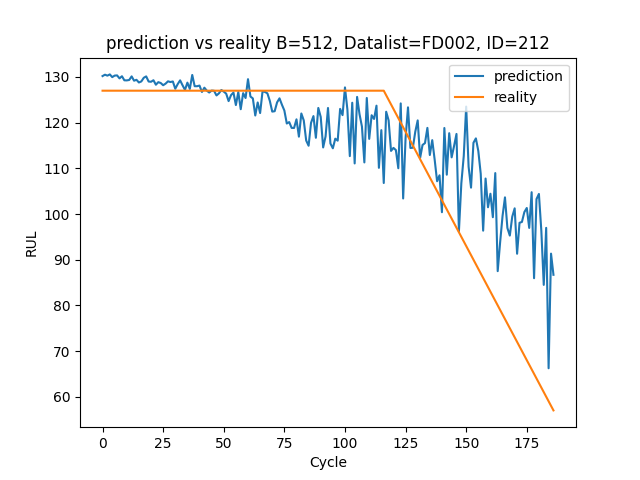 prediction vs reality B=512, Datalist=FD002, ID=212
prediction
reality
RUL
130
120
110
100
90
80
70
60
0 25 50 75 100 125 150 175
Cycle